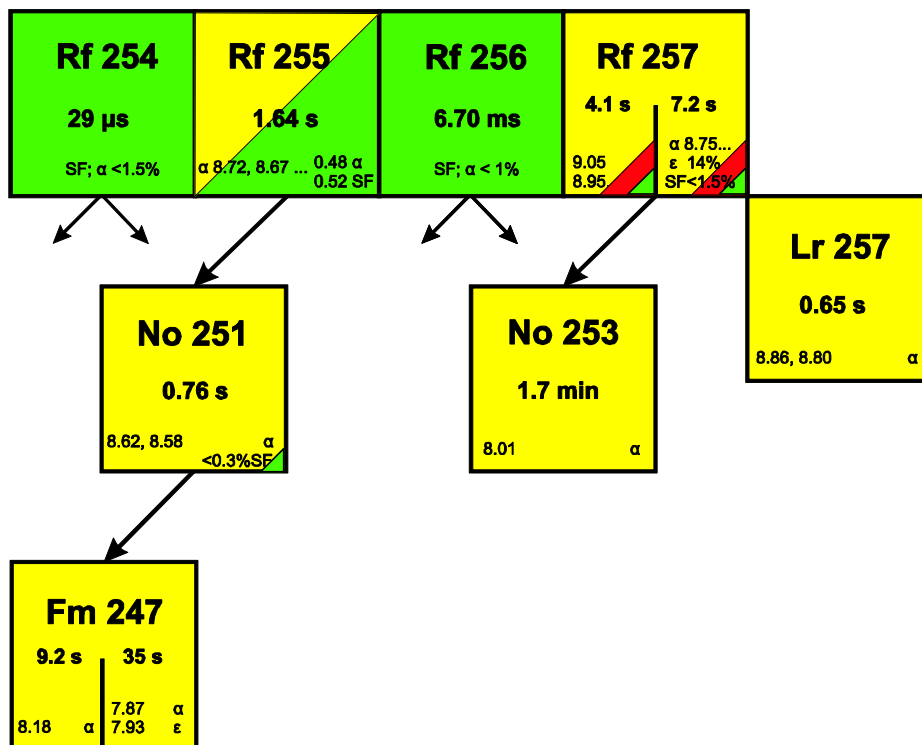 Rf 254
29 µs
SF; α <1.5%
Rf 255
1.64 s
α 8.72, 8.67 ... 0.48 α
0.52 SF
Rf 256
6.70 ms
SF; α < 1%
Rf 257
4.1 s
9.05
8.95.
7.2 s
α 8.75...
ε 14%
SF<1.5%
Lr 257
0.65 s
8.86, 8.80 α
No 251
0.76 s
8.62, 8.58 α
<0.3%SF
No 253
1.7 min
8.01 α
Fm 247
9.2 s
8.18 α
35 s
7.87 α
7.93 ε